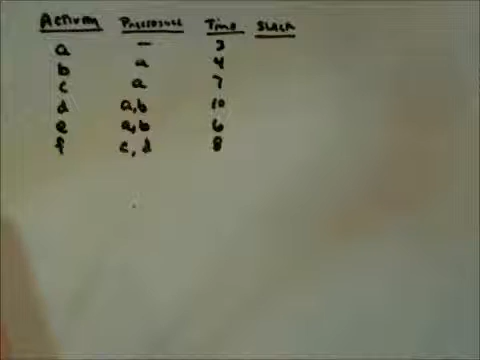 Activity Predecessor Time Slack
a — 3
b a 4
c a 7
d a,b 10
e a,b 6
f c,d 8